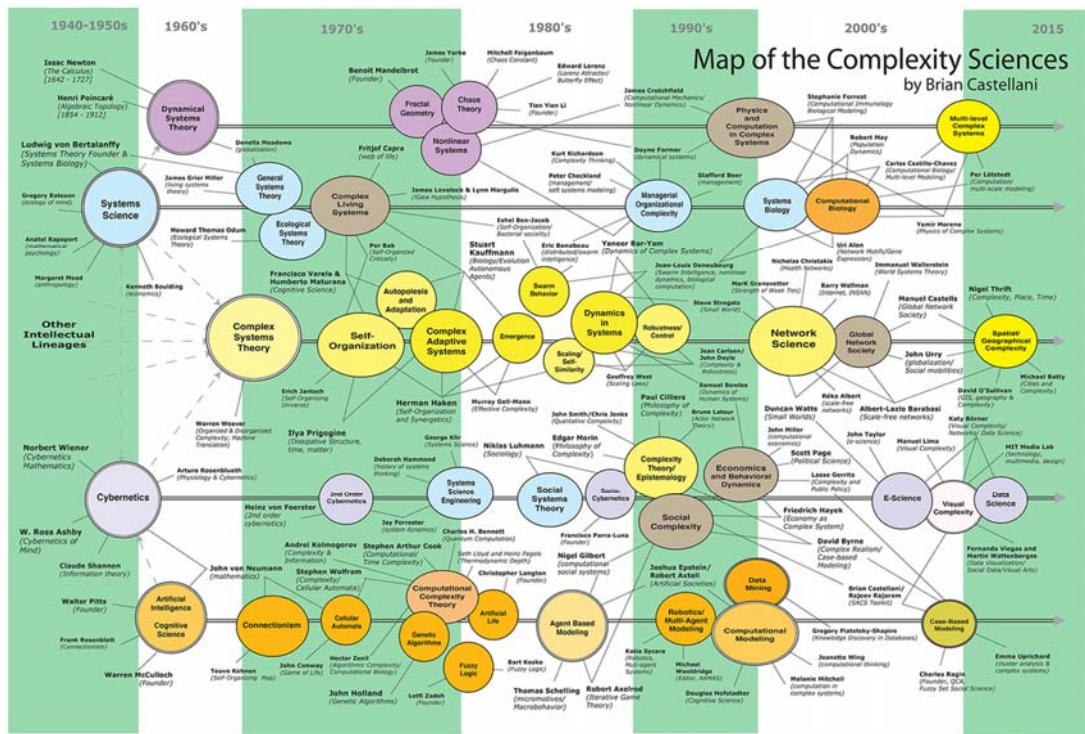 1940-1950s
1960's
1970's
1980's
1990's
2000's
2015
Map of the Complexity Sciences
by Brian Castellani
Issac Newton
(The Calculus)
[1642 - 1727]
Henri Poincaré
(Algebraic Topology)
[1854 - 1912]
Dynamical
Systems
Theory
Donella Meadows
(globalization)
Benoit Mandelbrot
(Founder)
James Yorke
(Founder)
Mitchell Feigenbaum
(Chaos Constant)
Edward Lorenz
(Lorenz Attractor/
Butterfly Effect)
Tien Yien Li
(Founder)
Fractal
Geometry
Chaos
Theory
Nonlinear
Systems
James Crutchfield
(Computational Mechanics/
Nonlinear Dynamics)
Physics
and
Computation
in Complex
Systems
Stephanie Forrest
(Computational Immunology
Biological Modeling)
Robert May
(Population
Dynamics)
Multi-level
Complex
Systems
Ludwig von Bertalanffy
(Systems Theory Founder &
Systems Biology)
Gregory Bateson
(ecology of mind)
Systems
Science
Anatol Rapoport
(mathematical
psychology)
Margaret Mead
(anthropology)
Kenneth Boulding
(economics)
James Grier Miller
(living systems
theory)
General
Systems
Theory
Howard Thomas Odum
(Ecological Systems
Theory)
Ecological
Systems
Theory
Fritjof Capra
(web of life)
Complex
Living
Systems
James Lovelock & Lynn Margulis
(Gaia Hypothesis)
Kurt Richardson
(Complexity Thinking)
Peter Checkland
(management/
soft systems modeling)
Doyne Farmer
(dynamical systems)
Stafford Beer
(management)
Managerial
Organizational
Complexity
Systems
Biology
Computational
Biology
Carlos Castillo-Chavez
(Computational Biology/
Multi-level Modeling)
Per Lötstedt
(Computation/
multi-scale modeling)
Yamir Moreno
(Physics of Complex Systems)
Uri Alon
(Network Motifs/Gene
Expression)
Per Bak
(Self-Organized
Critically)
Eshel Ben-Jacob
(Self-Organization/
Bacterial sociality)
Stuart
Kauffmann
(Biology/Evolution
Autonomous
Agents)
Eric Bonabeau
(distributed/swarm
intelligence)
Yaneer Bar-Yam
(Dynamics of Complex Systems)
Jean-Louis Deneubourg
(Swarm Intelligence, nonlinear
dynamics, biological
computation)
Nicholas Christakis
(Health Networks)
Mark Granovetter
(Strength of Weak Ties)
Barry Wellman
(Internet, INSNA)
Immanuel Wallerstein
(World Systems Theory)
Manuel Castells
(Global Network
Society)
Nigel Thrift
(Complexity, Place, Time)
Steve Strogatz
(Small World)
Francisco Varela &
Humberto Maturana
(Cognitive Science)
Autopoiesis and
Adaptation
Swarm
Behavior
Other
Intellectual
Lineages
Complex
Systems
Theory
Self-
Organization
Complex
Adaptive
Systems
Emergence
Dynamics
in
Systems
Scaling/
Self-
Similarity
Robustness/
Control
Network
Science
Global
Network
Society
Spatial/
Geographical
Complexity
John Urry
(globalization/
Social mobilities)
Michael Batty
(Cities and
Complexity)
Jean Carlson/
John Doyle
(Complexity &
Robustness)
Geoffrey West
(Scaling Laws)
Samuel Bowles
(Dynamics of
Human Systems)
Réka Albert
(scale-free
networks)
Albert-Lazlo Barabasi
(Scale-free networks)
David O'Sullivan
(GIS, geography &
Complexity)
Erich Jantsch
(Self-Organising
Universe)
Warren Weaver
(Organized & Disorganized
Complexity, Machine
Translation)
Ilya Prigogine
(Dissipative Structure,
time, matter)
Herman Haken
(Self-Organization
and Synergetics)
Murray Gell-Mann
(Effective Complexity)
Paul Cilliers
(Philosophy of
Complexity)
Bruno Latour
(Actor Network
Theory)
Duncan Watts
(Small Worlds)
John Miller
(computational
economics)
Scott Page
(Political Science)
Lasse Gerrits
(Complexity and
Public Policy)
John Tayler
(e-science)
Manuel Lima
(Visual Complexity)
Katy Börner
(Visual Complexity/
Networks/ Data Science)
MIT Media Lab
(technology,
multimedia, design)
Norbert Wiener
(Cybernetics
Mathematics)
Arturo Rosenblueth
(Physiology & Cybernetics)
Cybernetics
W. Ross Ashby
(Cybernetics of
Mind)
Claude Shannon
(Information theory)
2nd Order
Cybernetics
Heinz von Foerster
(2nd order
cybernetics)
Jay Forrester
(system dynamics)
George Klir
(Systems Science)
Deborah Hammond
(history of systems
thinking)
Systems
Science
Engineering
Niklas Luhmann
(Sociology)
Social
Systems
Theory
John Smith/Chris Jenks
(Qualitative Complexity)
Edgar Morin
(Philosophy of
Complexity)
Socio-
Cybernetics
Francisco Parra-Luna
(Founder)
Complexity
Theory/
Epistemology
Economics
and Behavioral
Dynamics
Social
Complexity
Friedrich Hayek
(Economy as
Complex System)
David Byrne
(Complex Realism/
Case-based
Modeling)
E-Science
Visual
Complexity
Data
Science
Fernanda Viegas and
Martin Wattenberges
(Data Visualization/
Social Data/Visual Arts)
Andrei Kolmogorov
(Complexity &
Information)
Stephen Arthur Cook
(Computational/
Time Complexity)
Charles H. Bennett
(Quantum Computation)
Seth Lloyd and Heinz Pagels
(Thermodynamic Depth)
Christopher Langton
(Founder)
Nigel Gilbert
(computational
social systems)
Joshua Epstein/
Robert Axtell
(Artificial Societies)
John von Neumann
(mathematics)
Stephen Wolfram
(Complexity/
Cellular Automata)
Walter Pitts
(Founder)
Frank Rosenblatt
(Connectionism)
Warren McCulloch
(Founder)
Artificial
Intelligence
Cognitive
Science
Connectionism
Cellular
Automata
Computational
Complexity
Theory
Genetic
Algorithms
Artificial
Life
Fuzzy
Logic
Agent Based
Modeling
Robotics/
Multi-Agent
Modeling
Data
Mining
Computational
Modeling
Case-Based
Modeling
Brian Castellani/
Rajeev Rajaram
(SACS Toolkit)
Gregory Piatetsky-Shapiro
(Knowledge Discovery in Databases)
Jeanette Wing
(computational thinking)
Melanie Mitchell
(computation in
complex systems)
Teuvo Kohnen
(Self-Organizing Map)
John Conway
(Game of Life)
Hector Zenil
(Algorithmic Complexity/
Computational Biology)
John Holland
(Genetic Algorithms)
Lotfi Zadeh
(Founder)
Bart Kosko
(Fuzzy Logic)
Thomas Schelling
(micromotives/
Macrobehavior)
Robert Axelrod
(Iterative Game
Theory)
Katia Sycara
(Robotics,
Mult-agent
Systems)
Michael
Wooldridge
(Editor, AAMAS)
Douglas Hofstadter
(Cognitive Science)
Charles Ragin
(Founder, QCA,
Fuzzy Set Social Science)
Emma Uprichard
(cluster analysis &
complex systems)